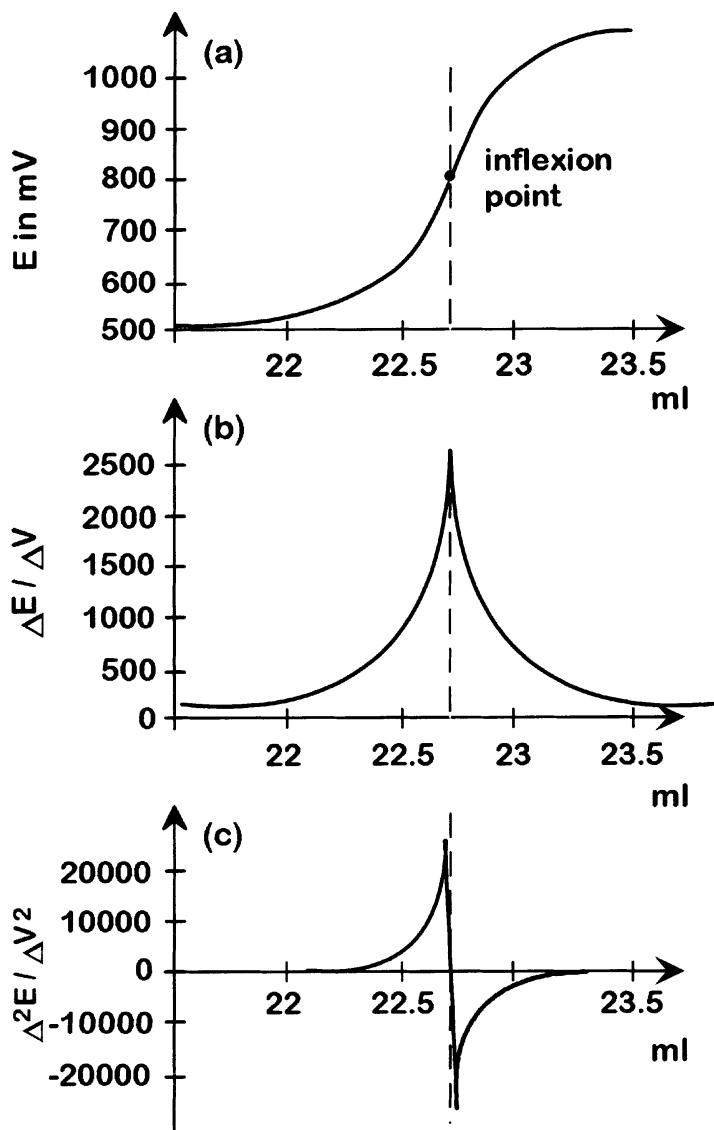 (a)
1000
900
800
700
600
500
E in mV
inflexion
point
22 22.5 23 23.5
ml
(b)
2500
2000
1500
1000
500
0
ΔE / ΔV
22 22.5 23 23.5
ml
(c)
20000
10000
0
-10000
-20000
Δ²E / ΔV²
22 22.5 23 23.5
ml